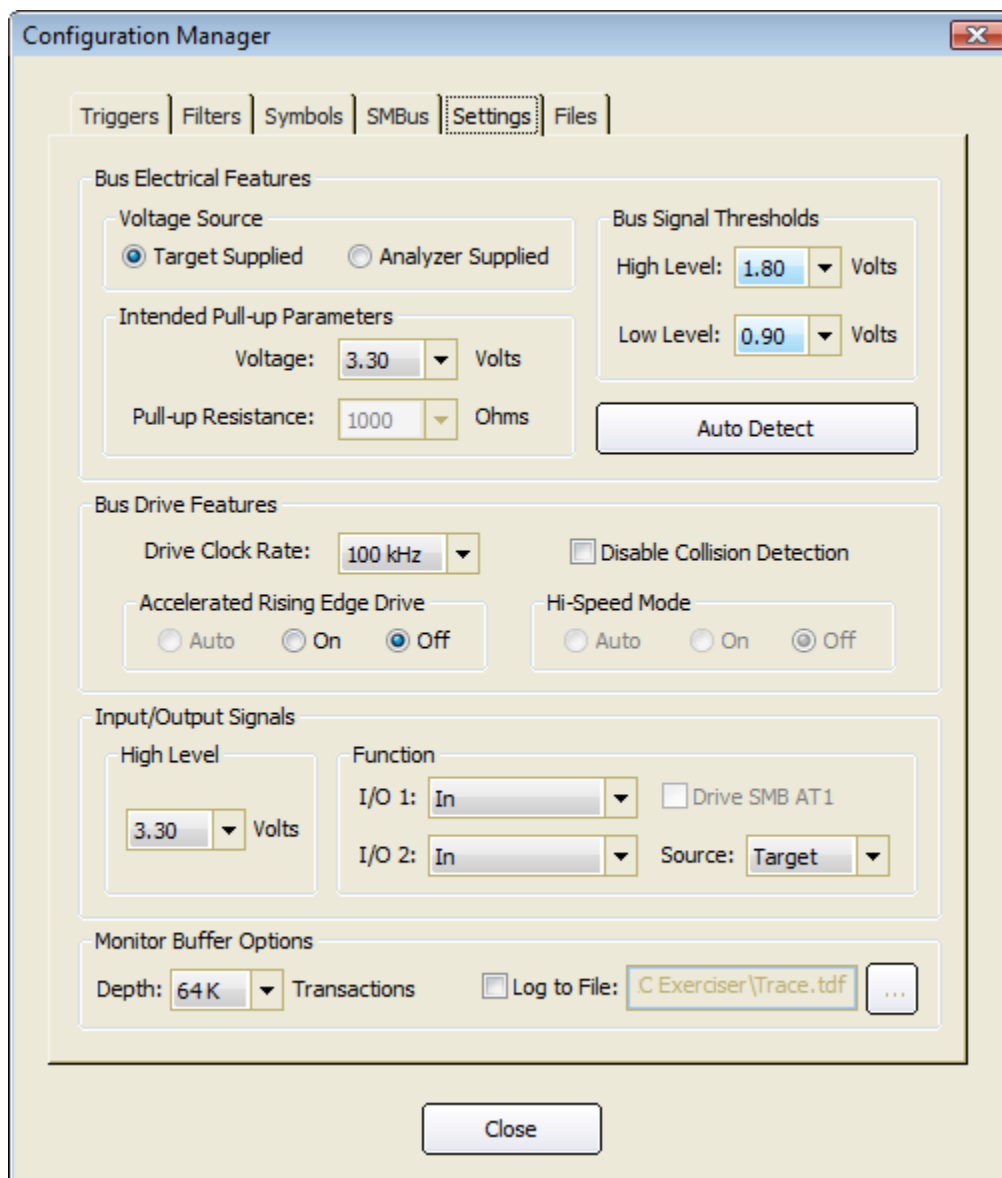 Configuration Manager
Triggers Filters Symbols SMBus Settings Files
Bus Electrical Features
Voltage Source
Target Supplied Analyzer Supplied
Bus Signal Thresholds
High Level: 1.80 Volts
Low Level: 0.90 Volts
Intended Pull-up Parameters
Voltage: 3.30 Volts
Pull-up Resistance: 1000 Ohms
Auto Detect
Bus Drive Features
Drive Clock Rate: 100 kHz
Disable Collision Detection
Accelerated Rising Edge Drive
Auto On Off
Hi-Speed Mode
Auto On Off
Input/Output Signals
High Level
3.30 Volts
Function
I/O 1: In
Drive SMB AT1
I/O 2: In
Source: Target
Monitor Buffer Options
Depth: 64 K Transactions
Log to File: C Exerciser\Trace.tdf ...
Close